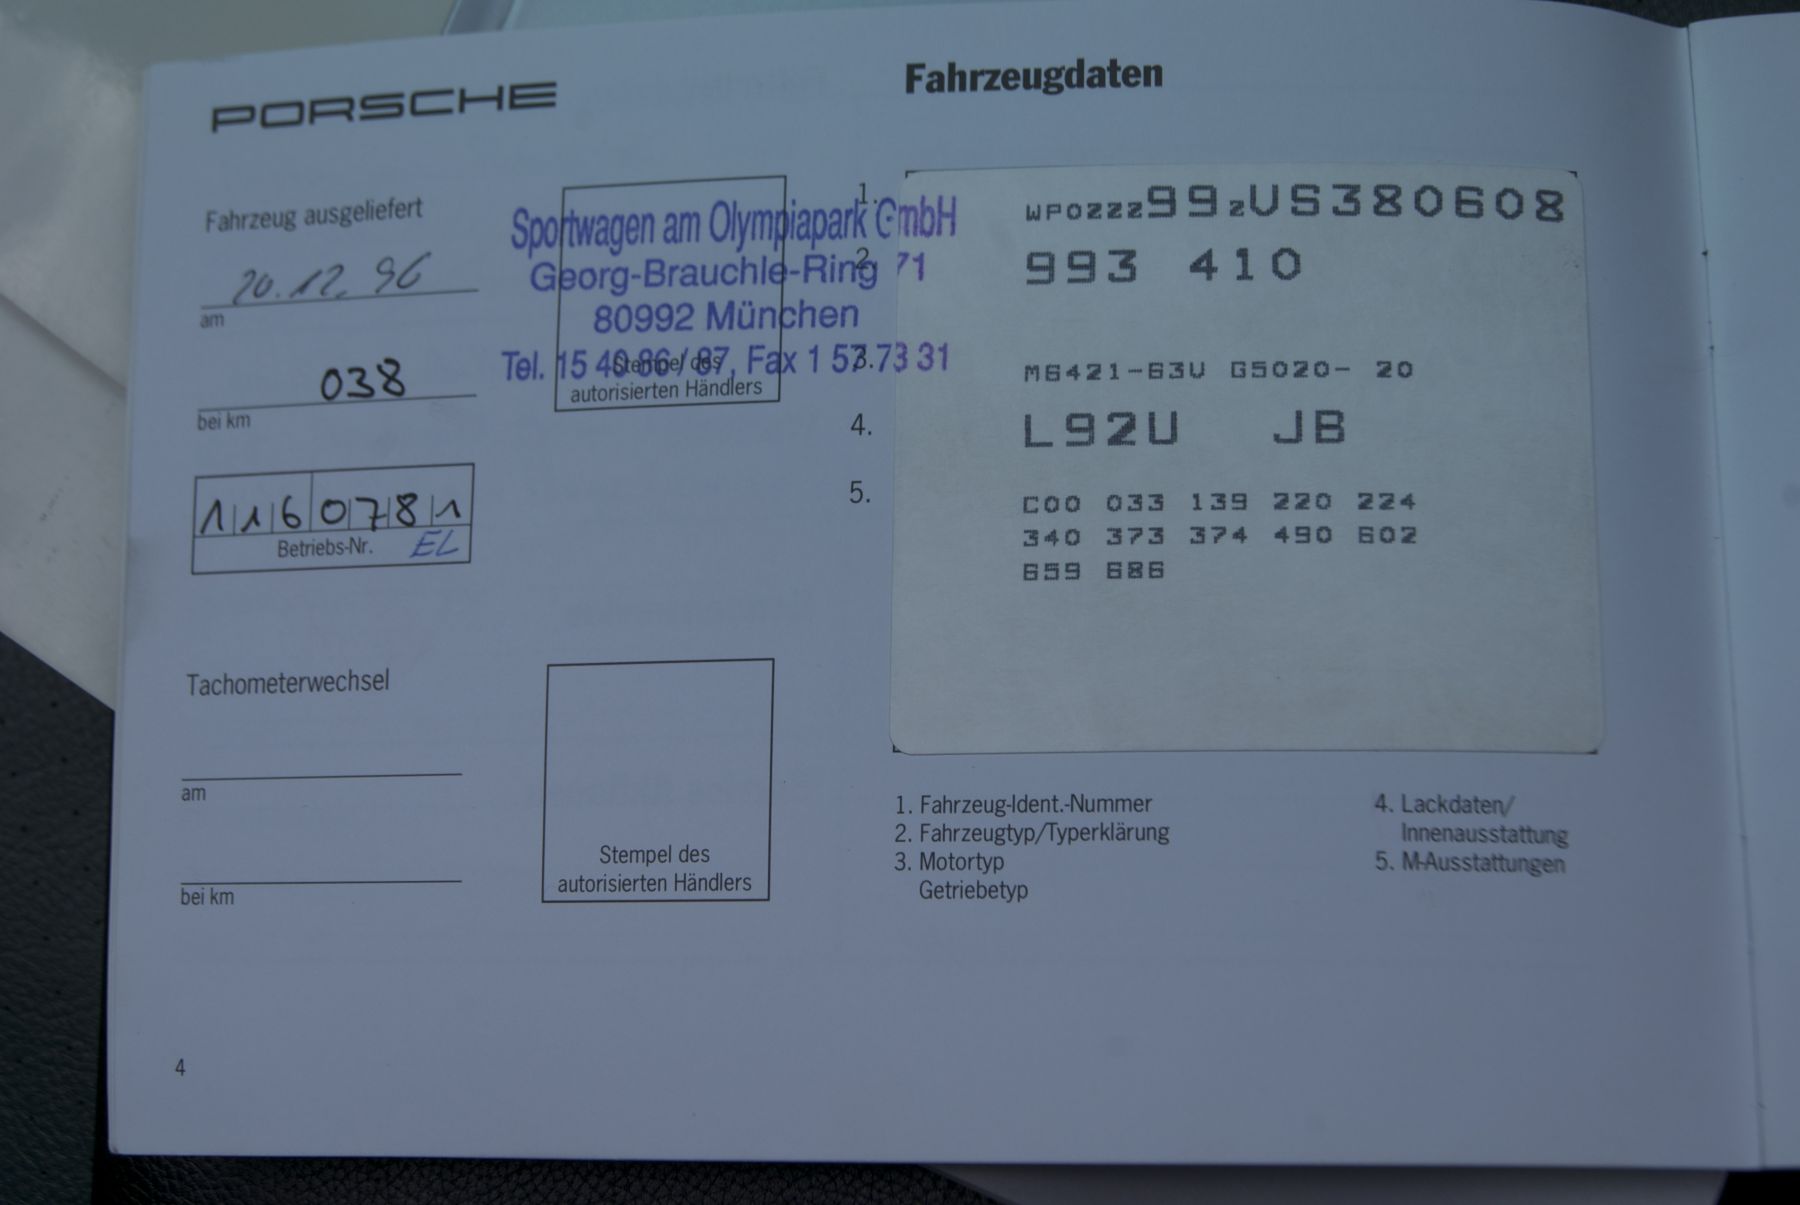 PORSCHE
Fahrzeug ausgeliefert
20.12.96
am
038
bei km
1160781
Betriebs-Nr. EL
Sportwagen am Olympiapark GmbH
Georg-Brauchle-Ring 71
80992 München
Tel. 15 40 86/ 87, Fax 1 57 73 31
Stempel des
autorisierten Händlers
Tachometerwechsel
am
bei km
Stempel des
autorisierten Händlers
4
Fahrzeugdaten
1. WP0ZZZ99ZVS380608
2. 993 410
3. M6421-63U G5020- 20
4. L92U JB
5. C00 033 139 220 224
340 373 374 490 602
659 686
1. Fahrzeug-Ident.-Nummer
2. Fahrzeugtyp/Typerklärung
3. Motortyp
Getriebetyp
4. Lackdaten/
Innenausstattung
5. M-Ausstattungen